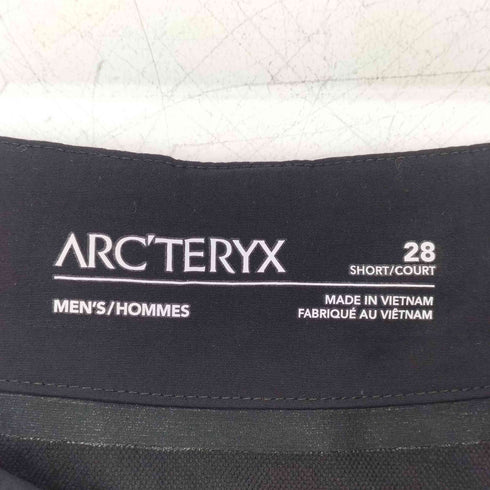 ARC'TERYX
28
SHORT/COURT
MEN'S/HOMMES
MADE IN VIETNAM
FABRIQUÉ AU VIÊTNAM